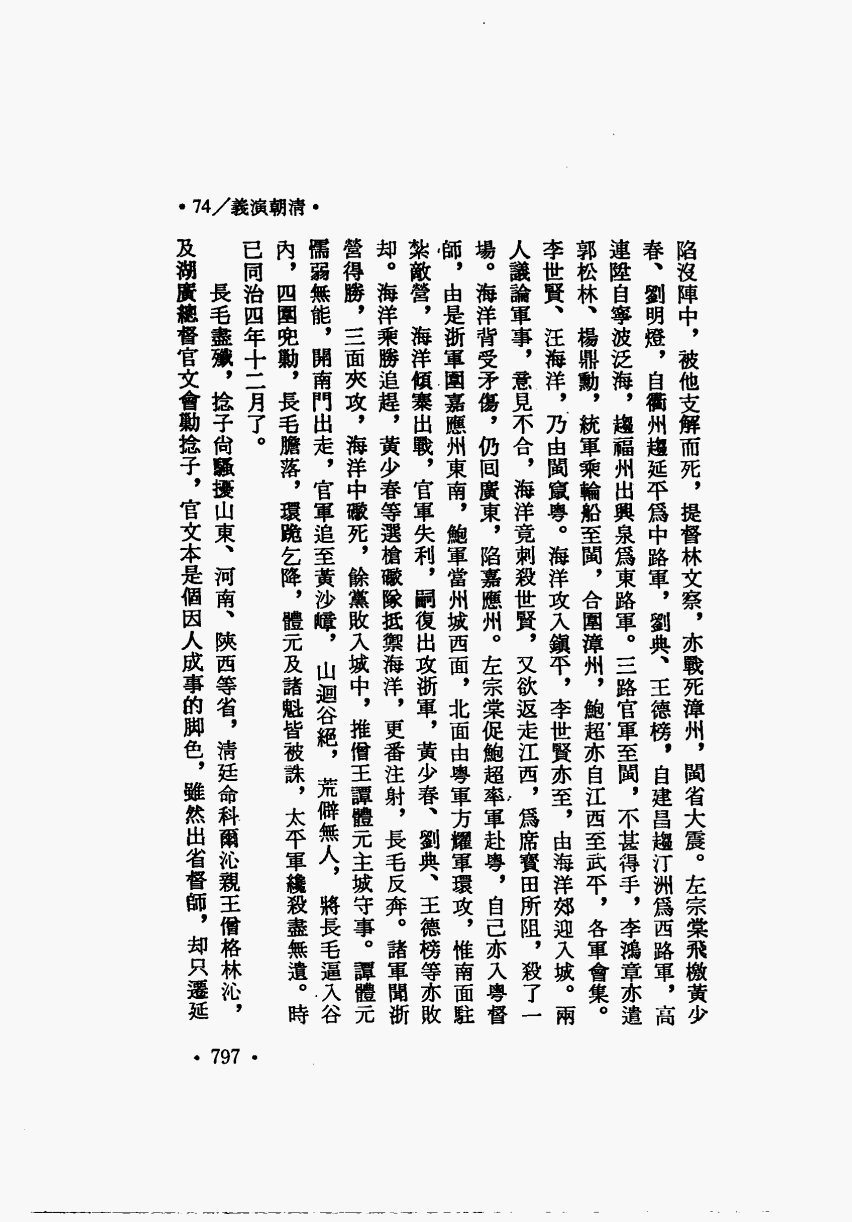 •清朝演義／74•
陷沒陣中，被他支解而死，提督林文察，亦戰死漳州，閩省大震。左宗棠飛檄黃少
春、劉明燈，自衢州趨延平爲中路軍，劉典、王德榜，自建昌趨汀洲爲西路軍，高
連陞自寧波泛海，趨福州出興泉爲東路軍。三路官軍至閩，不甚得手，李鴻章亦遣
郭松林、楊鼎勳，統軍乘輪船至閩，合圍漳州，鮑超亦自江西至武平，各軍會集。
李世賢、汪海洋，乃由閩竄粵。海洋攻入鎭平，李世賢亦至，由海洋郊迎入城。兩
人議論軍事，意見不合，海洋竟刺殺世賢，又欲返走江西，爲席寶田所阻，殺了一
場。海洋背受矛傷，仍回廣東，陷嘉應州。左宗棠促鮑超率軍赴粵，自己亦入粵督
師，由是浙軍圍嘉應州東南，鮑軍當州城西面，北面由粵軍方耀軍環攻，惟南面駐
紮敵營，海洋傾寨出戰，官軍失利，嗣復出攻浙軍，黃少春、劉典、王德榜等亦敗
却。海洋乘勝追趕，黃少春等選槍礮隊抵禦海洋，更番注射，長毛反奔。諸軍聞浙
營得勝，三面夾攻，海洋中礮死，餘黨敗入城中，推僧王譚體元主城守事。譚體元
懦弱無能，開南門出走，官軍追至黃沙嶂，山迴谷絕，荒僻無人，將長毛逼入谷
內，四圍兜勦，長毛膽落，環跪乞降，體元及諸魁皆被誅，太平軍纔殺盡無遺。時
已同治四年十二月了。
長毛盡殲，捻子尙騷擾山東、河南、陝西等省，淸廷命科爾沁親王僧格林沁，
及湖廣總督官文會勦捻子，官文本是個因人成事的脚色，雖然出省督師，却只遷延
•797•